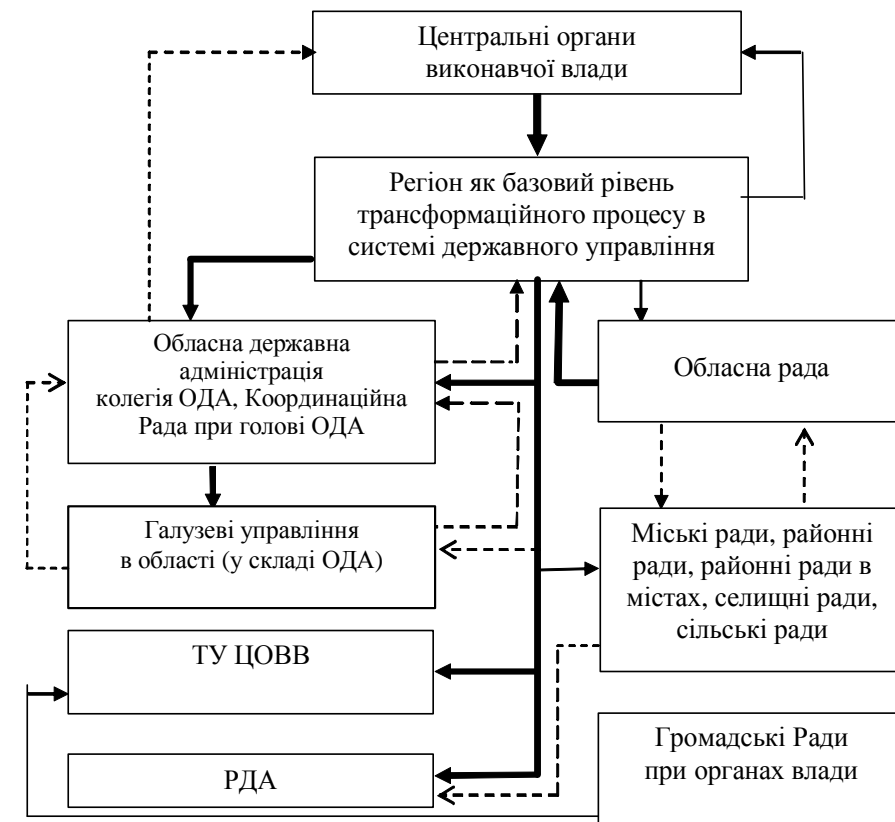 Центральні органи
виконавчої влади
Регіон як базовий рівень
трансформаційного процесу в
системі державного управління
Обласна державна
адміністрація
колегія ОДА, Координаційна
Рада при голові ОДА
Обласна рада
Галузеві управління
в області (у складі ОДА)
Міські ради, районні
ради, районні ради в
містах, селищні ради,
сільські ради
ТУ ЦОВВ
Громадські Ради
при органах влади
РДА